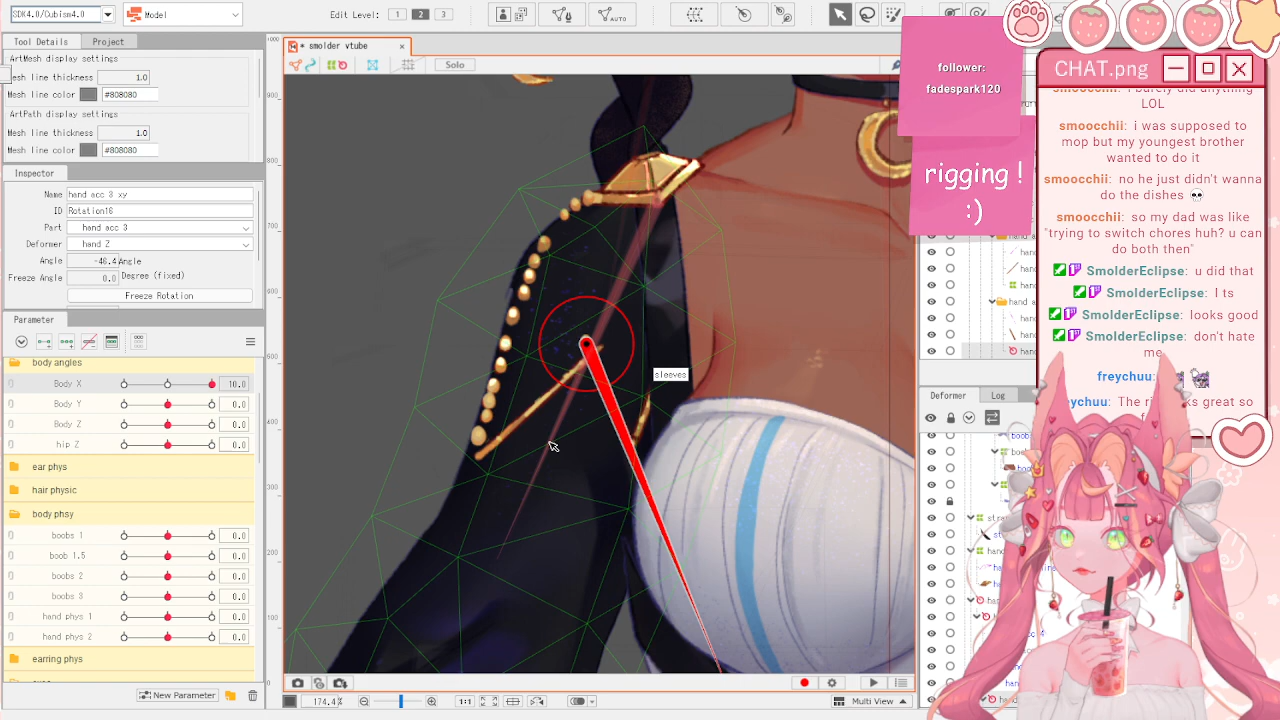 SDK4.0/Cubism4.0
Model
Edit Level:
1
2
3
AUTO
Tool Details
Project
ArtMesh display settings
Mesh line thickness
1.0
Mesh line color
#808080
ArtPath display settings
Mesh line thickness
1.0
Mesh line color
#808080
Inspector
Name
hand acc 3 xy
ID
Rotation16
Part
hand acc 3
Deformer
hand Z
Angle
-46.4
Angle
Freeze Angle
0.0
Degree (fixed)
Freeze Rotation
Parameter
body angles
Body X
10.0
Body Y
0.0
Body Z
0.0
hip Z
0.0
ear phys
hair physic
body phsy
boobs 1
0.0
boob 1.5
0.0
boobs 2
0.0
boobs 3
0.0
hand phys 1
0.0
hand phys 2
0.0
earring phys
New Parameter
* smolder vtube
Solo
sleeves
1:1
Multi View
follower:
fadespark120
rigging !
:)
Deformer
Log
CHAT.png
LOL
smoocchii: i was supposed to
mop but my youngest brother
wanted to do it
smoocchii: no he just didn't wanna
do the dishes
smoocchii: so my dad was like
"trying to switch chores huh? u can
do both then"
SmolderEclipse: u did that
SmolderEclipse: I ts
SmolderEclipse: looks good
SmolderEclipse: don't hate
me
freychuu: